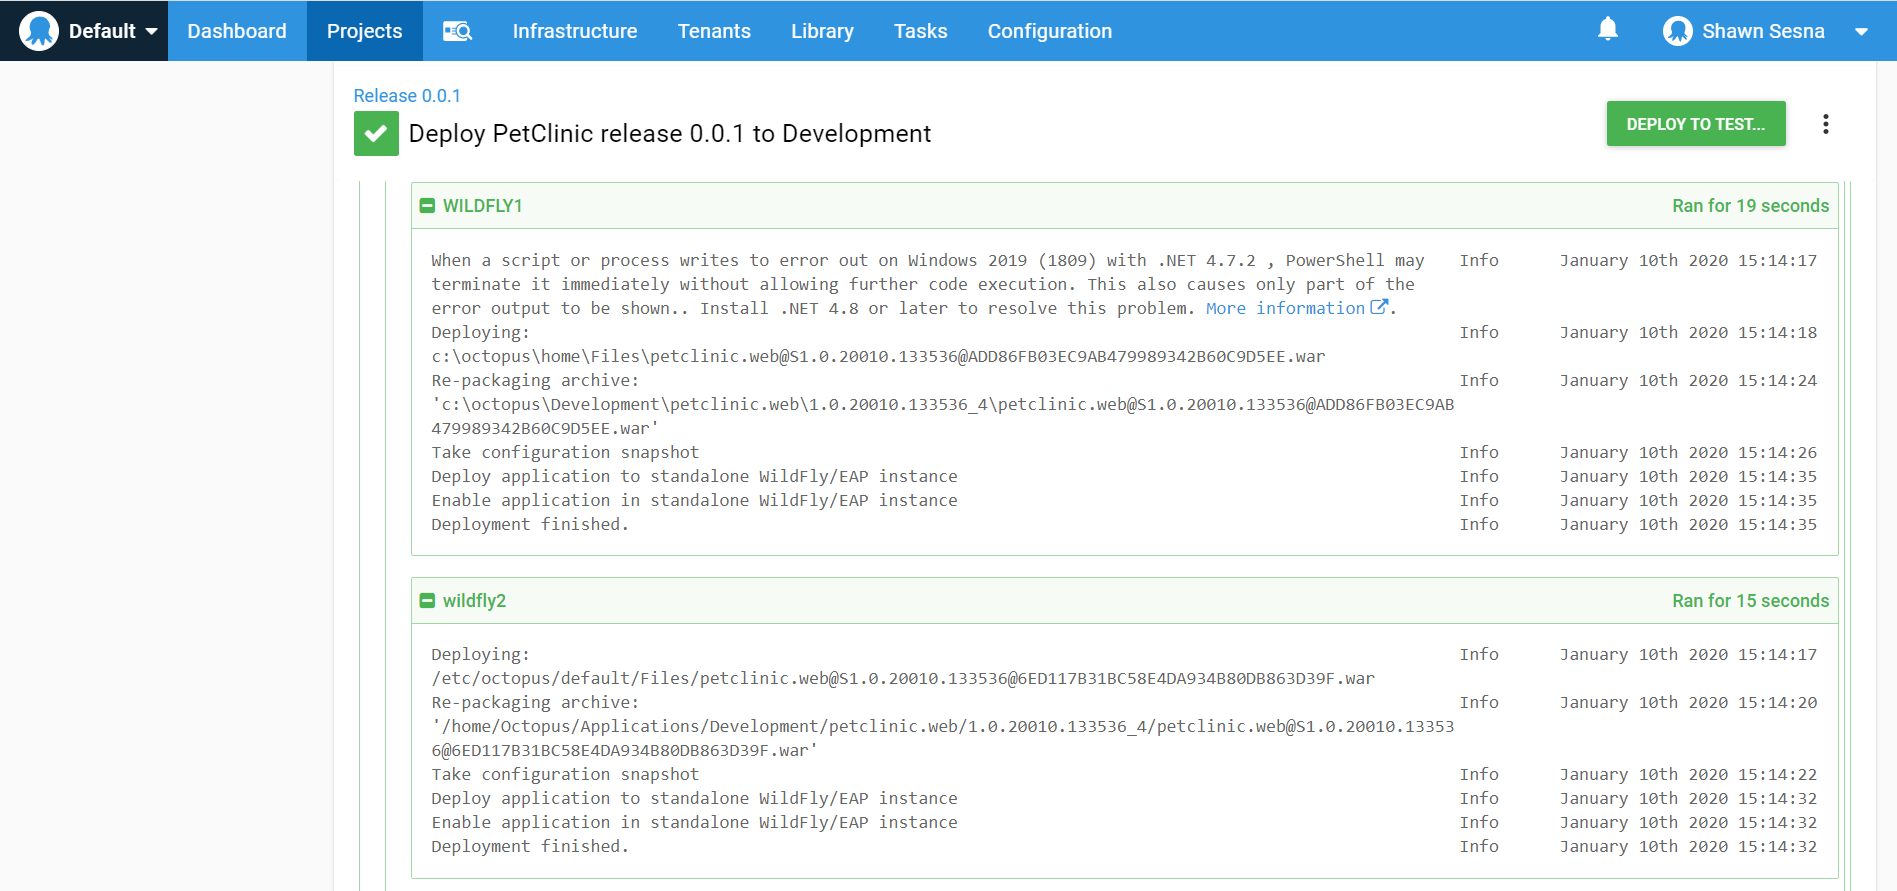 Default Dashboard Projects Infrastructure Tenants Library Tasks Configuration Shawn Sesna
Release 0.0.1
Deploy PetClinic release 0.0.1 to Development DEPLOY TO TEST...
WILDFLY1 Ran for 19 seconds
When a script or process writes to error out on Windows 2019 (1809) with .NET 4.7.2 , PowerShell may Info January 10th 2020 15:14:17
terminate it immediately without allowing further code execution. This also causes only part of the
error output to be shown.. Install .NET 4.8 or later to resolve this problem. More information.
Deploying: Info January 10th 2020 15:14:18
c:\octopus\home\Files\petclinic.web@S1.0.20010.133536@ADD86FB03EC9AB479989342B60C9D5EE.war
Re-packaging archive: Info January 10th 2020 15:14:24
'c:\octopus\Development\petclinic.web\1.0.20010.133536_4\petclinic.web@S1.0.20010.133536@ADD86FB03EC9AB
479989342B60C9D5EE.war'
Take configuration snapshot Info January 10th 2020 15:14:26
Deploy application to standalone WildFly/EAP instance Info January 10th 2020 15:14:35
Enable application in standalone WildFly/EAP instance Info January 10th 2020 15:14:35
Deployment finished. Info January 10th 2020 15:14:35
wildfly2 Ran for 15 seconds
Deploying: Info January 10th 2020 15:14:17
/etc/octopus/default/Files/petclinic.web@S1.0.20010.133536@6ED117B31BC58E4DA934B80DB863D39F.war
Re-packaging archive: Info January 10th 2020 15:14:20
'/home/Octopus/Applications/Development/petclinic.web/1.0.20010.133536_4/petclinic.web@S1.0.20010.13353
6@6ED117B31BC58E4DA934B80DB863D39F.war'
Take configuration snapshot Info January 10th 2020 15:14:22
Deploy application to standalone WildFly/EAP instance Info January 10th 2020 15:14:32
Enable application in standalone WildFly/EAP instance Info January 10th 2020 15:14:32
Deployment finished. Info January 10th 2020 15:14:32